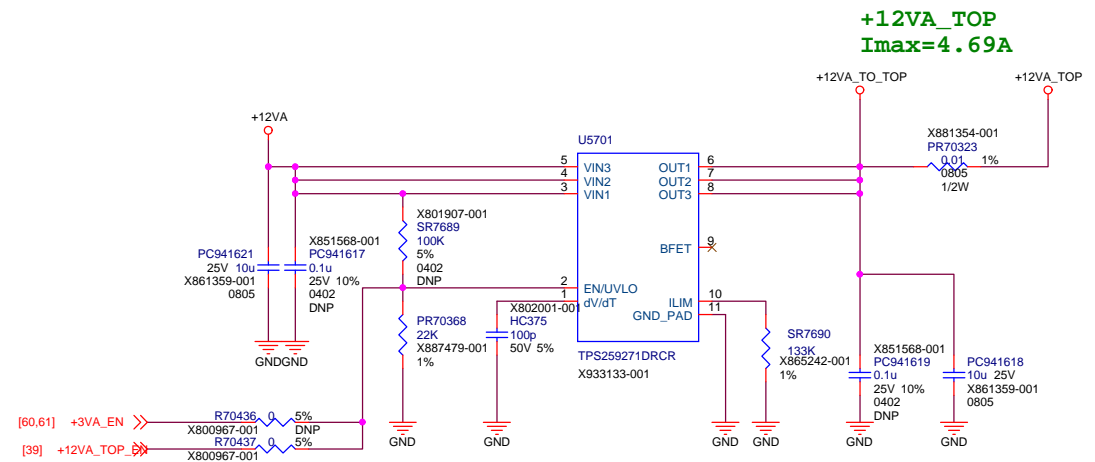 +12VA_TOP
Imax=4.69A
+12VA_TO_TOP
+12VA_TOP
+12VA
U5701
X881354-001
PR70323
0.01 1%
0805
1/2W
5 VIN3 OUT1 6
4 VIN2 OUT2 7
3 VIN1 OUT3 8
X801907-001
SR7689
100K
5%
0402
DNP
BFET 9
PC941621
25V 10u
X861359-001
0805
X851568-001
PC941617
0.1u
25V 10%
0402
DNP
2 EN/UVLO
1 dV/dT
ILIM 10
GND_PAD 11
X802001-001
HC375
100p
50V 5%
PR70368
22K
X887479-001
1%
TPS259271DRCR
X933133-001
SR7690
133K
X865242-001
1%
X851568-001
PC941619
0.1u
25V 10%
0402
DNP
PC941618
10u 25V
X861359-001
0805
GND
GND
[60,61] +3VA_EN
R70436 0 5%
X800967-001 DNP
[39] +12VA_TOP_EN
R70437 0 5%
X800967-001
GND
GND
GND
GND
GND
GND